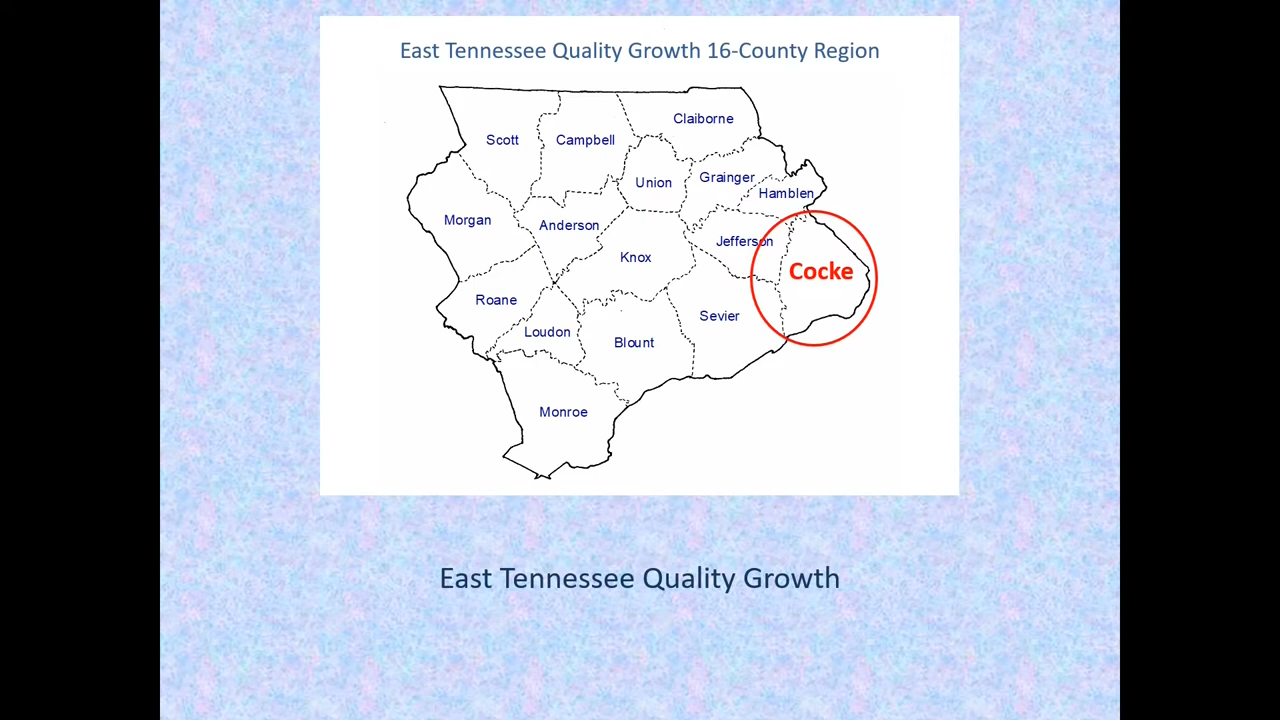 East Tennessee Quality Growth 16-County Region
Claiborne
Scott
Campbell
Grainger
Union
Hamblen
Morgan
Anderson
Jefferson
Knox
Cocke
Roane
Sevier
Loudon
Blount
Monroe
East Tennessee Quality Growth